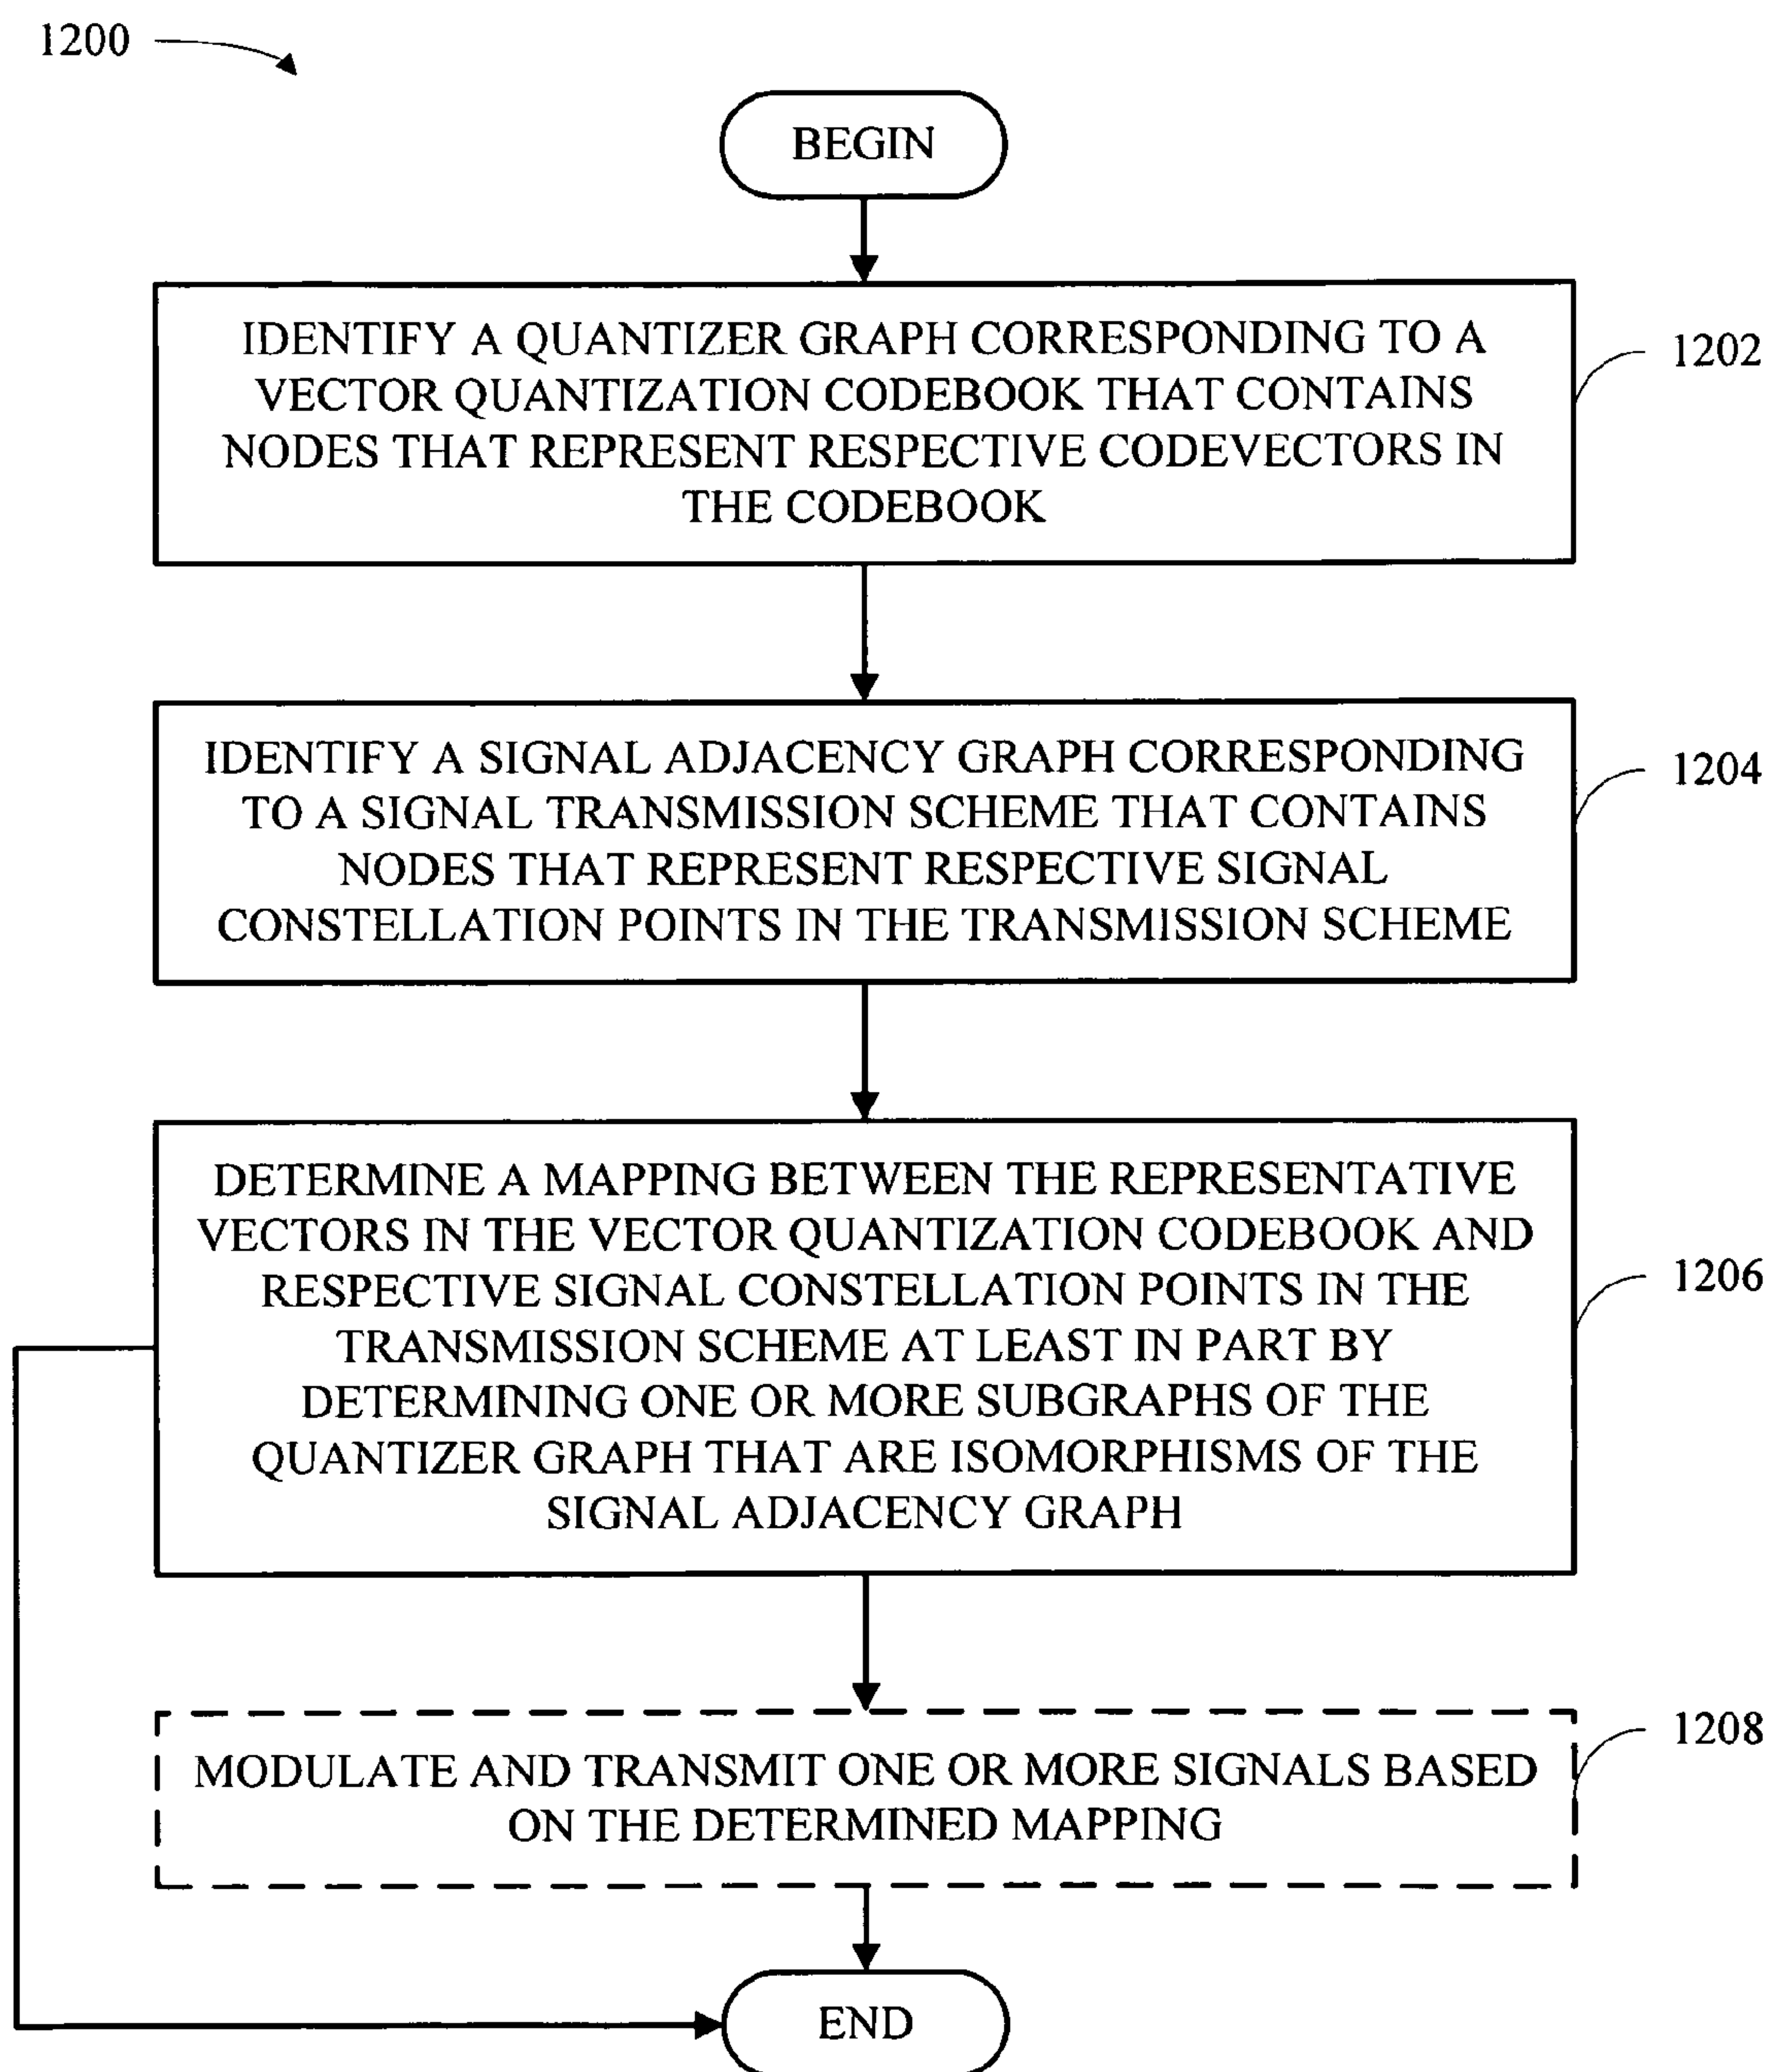 1200
BEGIN
IDENTIFY A QUANTIZER GRAPH CORRESPONDING TO A
VECTOR QUANTIZATION CODEBOOK THAT CONTAINS
NODES THAT REPRESENT RESPECTIVE CODEVECTORS IN
THE CODEBOOK
1202
IDENTIFY A SIGNAL ADJACENCY GRAPH CORRESPONDING
TO A SIGNAL TRANSMISSION SCHEME THAT CONTAINS
NODES THAT REPRESENT RESPECTIVE SIGNAL
CONSTELLATION POINTS IN THE TRANSMISSION SCHEME
1204
DETERMINE A MAPPING BETWEEN THE REPRESENTATIVE
VECTORS IN THE VECTOR QUANTIZATION CODEBOOK AND
RESPECTIVE SIGNAL CONSTELLATION POINTS IN THE
TRANSMISSION SCHEME AT LEAST IN PART BY
DETERMINING ONE OR MORE SUBGRAPHS OF THE
QUANTIZER GRAPH THAT ARE ISOMORPHISMS OF THE
SIGNAL ADJACENCY GRAPH
1206
MODULATE AND TRANSMIT ONE OR MORE SIGNALS BASED
ON THE DETERMINED MAPPING
1208
END